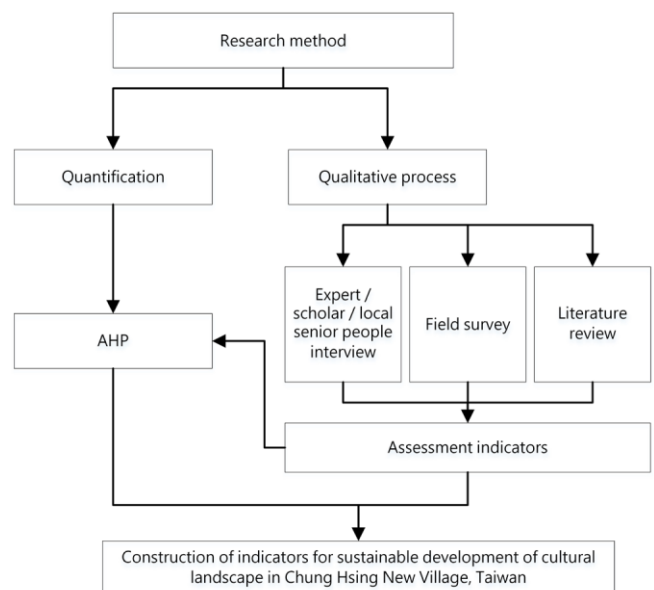 Research method
Quantification
Qualitative process
Expert /
scholar / local
senior people
interview
Field survey
Literature
review
AHP
Assessment indicators
Construction of indicators for sustainable development of cultural
landscape in Chung Hsing New Village, Taiwan